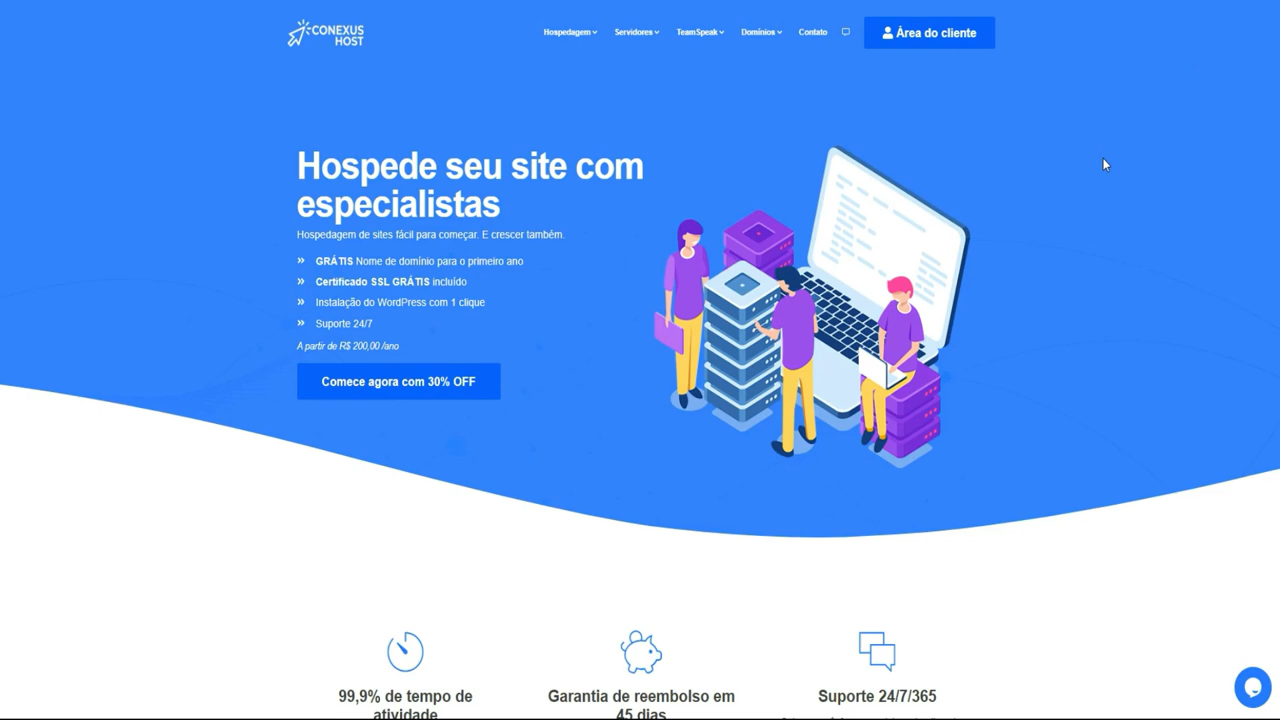 CONEXUS
HOST
Hospedagem
Servidores
TeamSpeak
Domínios
Contato
Área do cliente
Hospede seu site com
especialistas
Hospedagem de sites fácil para começar. E crescer também.
» GRÁTIS Nome de domínio para o primeiro ano
» Certificado SSL GRÁTIS incluído
» Instalação do WordPress com 1 clique
» Suporte 24/7
A partir de R$ 200,00 /ano
Comece agora com 30% OFF
99,9% de tempo de
atividade
Garantia de reembolso em
45 dias
Suporte 24/7/365